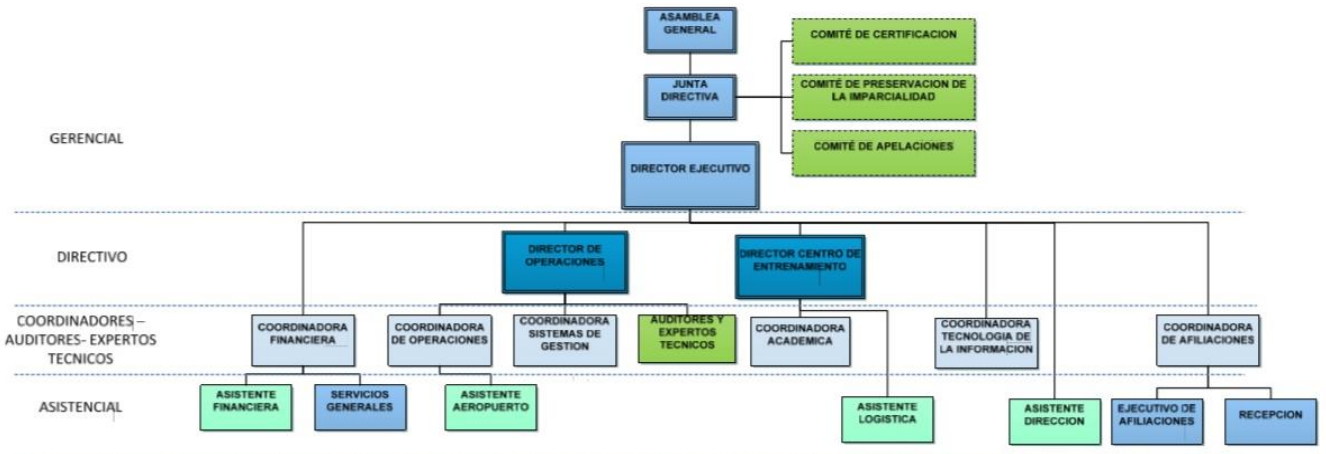 ASAMBLEA
GENERAL
COMITÉ DE CERTIFICACION
JUNTA
DIRECTIVA
COMITÉ DE PRESERVACION DE
LA IMPARCIALIDAD
GERENCIAL
COMITÉ DE APELACIONES
DIRECTOR EJECUTIVO
DIRECTIVO
DIRECTOR DE
OPERACIONES
DIRECTOR CENTRO DE
ENTRENAMIENTO
COORDINADORES –
AUDITORES- EXPERTOS
TECNICOS
COORDINADORA
FINANCIERA
COORDINADORA
DE OPERACIONES
COORDINADORA
SISTEMAS DE
GESTION
AUDITORES Y
EXPERTOS
TECNICOS
COORDINADORA
ACADEMICA
COORDINADORA
TECNOLOGIA DE
LA INFORMACION
COORDINADORA
DE AFILIACIONES
ASISTENCIAL
ASISTENTE
FINANCIERA
SERVICIOS
GENERALES
ASISTENTE
AEROPUERTO
ASISTENTE
LOGISTICA
ASISTENTE
DIRECCION
EJECUTIVO DE
AFILIACIONES
RECEPCION